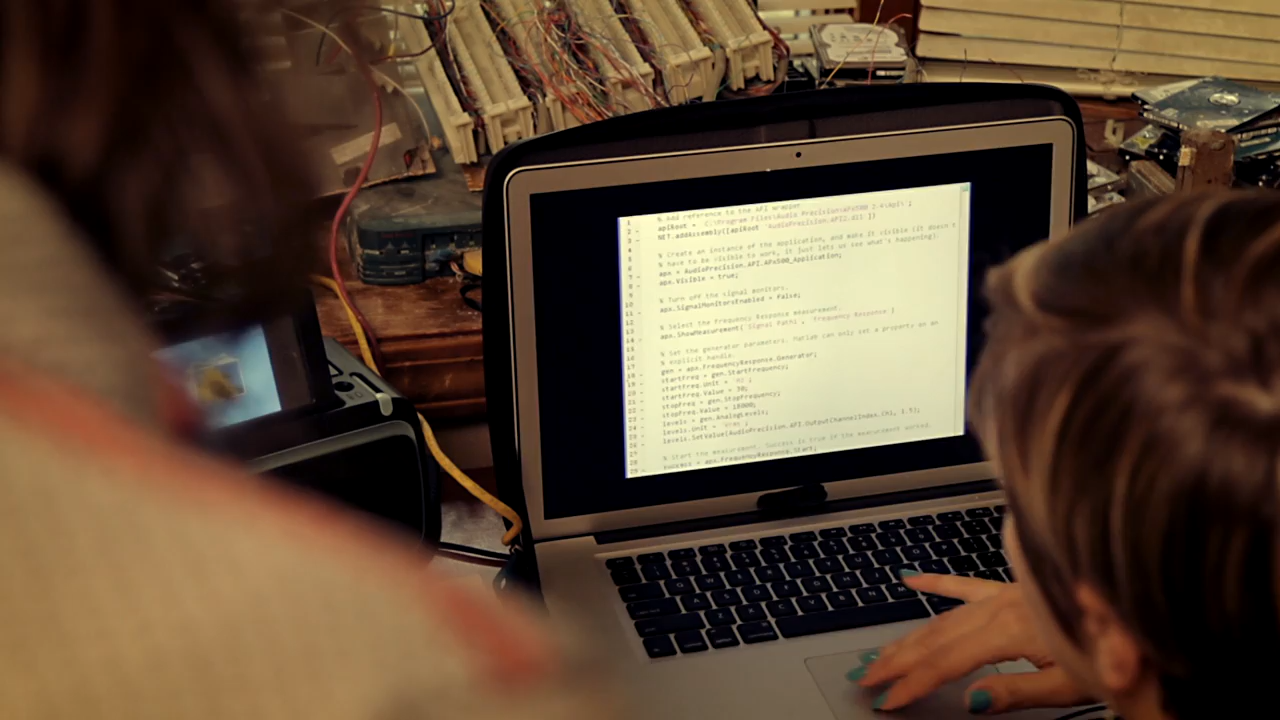 % Add reference to the API wrapper
apiRoot = 'C:\Program Files\Audio Precision\APx500 2.4\Api\';
NET.addAssembly([apiRoot 'AudioPrecision.API2.dll'])
% Create an instance of the application, and make it visible (it doesn't
% have to be visible to work, it just lets us see what's happening).
apx = AudioPrecision.API.APx500_Application;
apx.Visible = true;
% Turn off the signal monitors.
apx.SignalMonitorsEnabled = false;
% Select the Frequency Response measurement.
apx.ShowMeasurement('Signal Path1', 'Frequency Response')
% Set the generator parameters. Matlab can only set a property on an
% explicit handle.
gen = apx.FrequencyResponse.Generator;
startFreq = gen.StartFrequency;
startFreq.Unit = 'Hz';
startFreq.Value = 30;
stopFreq = gen.StopFrequency;
stopFreq.Value = 18000;
levels = gen.AnalogLevels;
levels.Unit = 'Vrms';
levels.SetValue(AudioPrecision.API.OutputChannelIndex.Ch1, 1.5);
% Start the measurement. Success is true if the measurement worked.
success = apx.FrequencyResponse.Start;